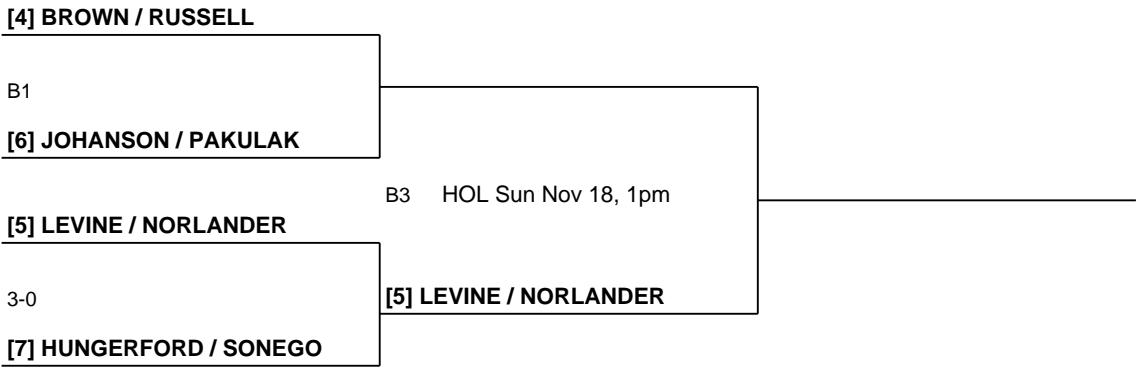 [4] BROWN / RUSSELL
B1
[6] JOHANSON / PAKULAK
B3 HOL Sun Nov 18, 1pm
[5] LEVINE / NORLANDER
3-0
[5] LEVINE / NORLANDER
[7] HUNGERFORD / SONEGO